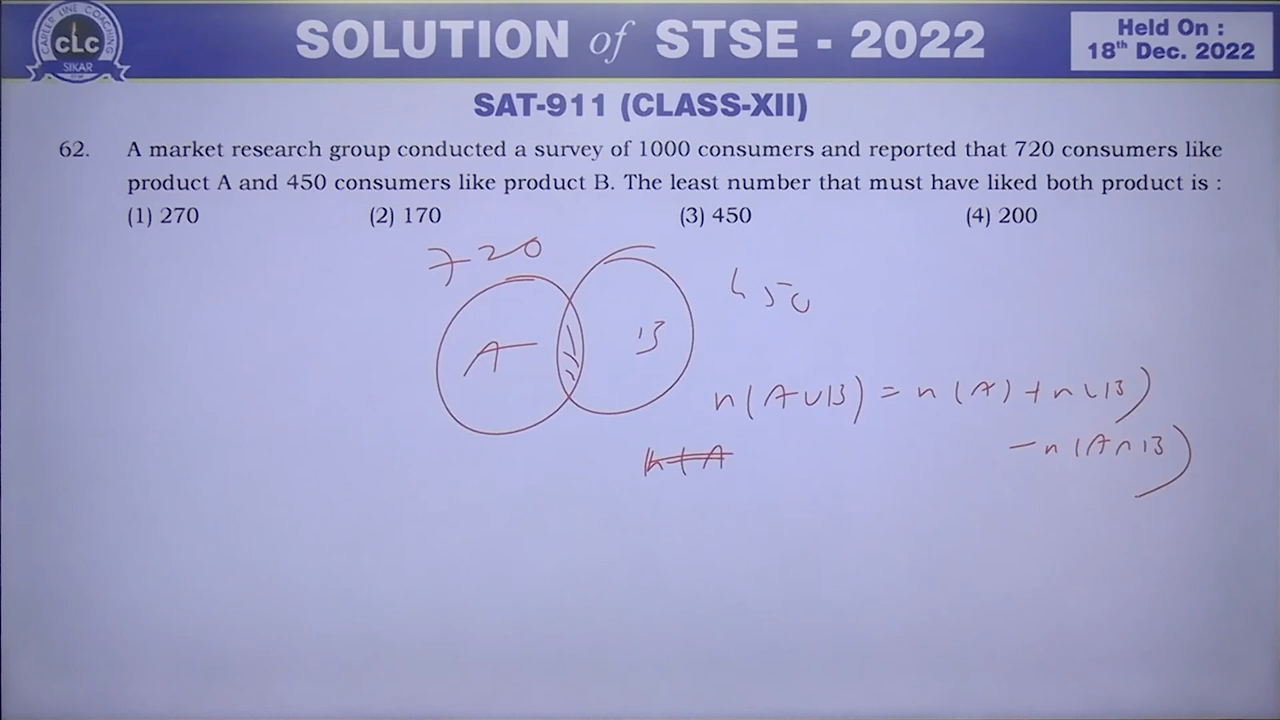 CAREER LINE COACHING
CLC
SIKAR
SOLUTION of STSE - 2022
Held On :
18th Dec. 2022
SAT-911 (CLASS-XII)
62. A market research group conducted a survey of 1000 consumers and reported that 720 consumers like
product A and 450 consumers like product B. The least number that must have liked both product is :
(1) 270 (2) 170 (3) 450 (4) 200
720
450
A B
n(A∪B) = n(A) + n(B)
- n(A∩B)